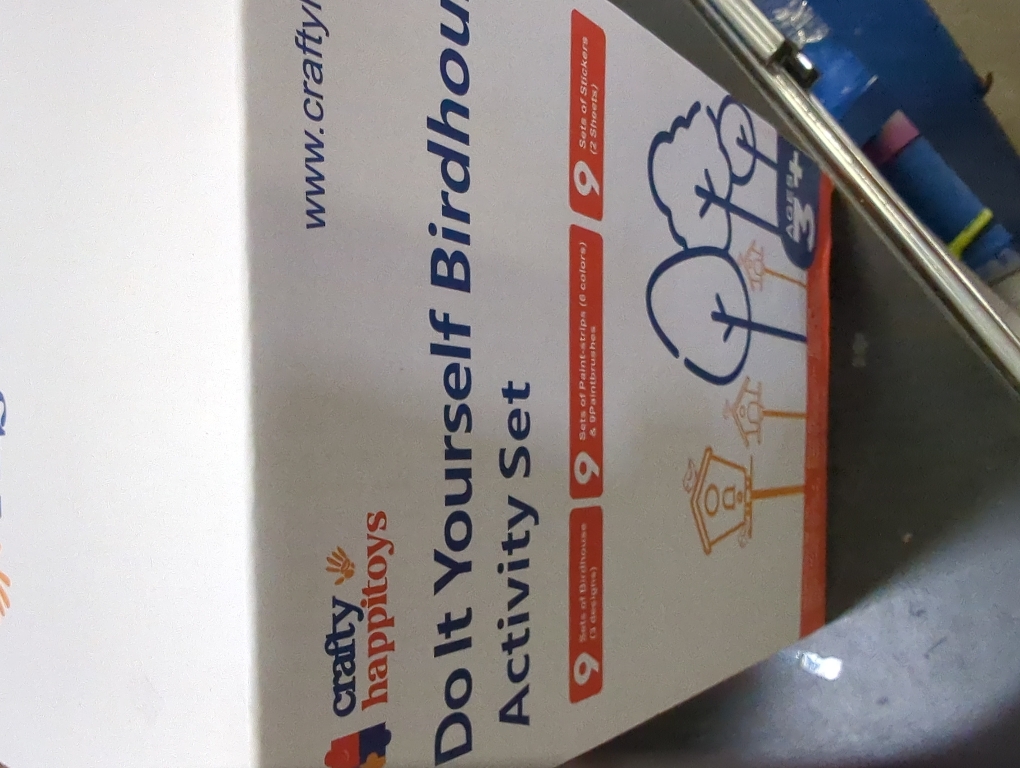 crafty
happitoys
www.crafty
Do It Yourself Birdhou
Activity Set
9 Sets of Birdhouse
(3 designs)
9 Sets of Paint-strips (6 colors)
& 9Paintbrushes
9 Sets of Stickers
(2 Sheets)
AGES
3+